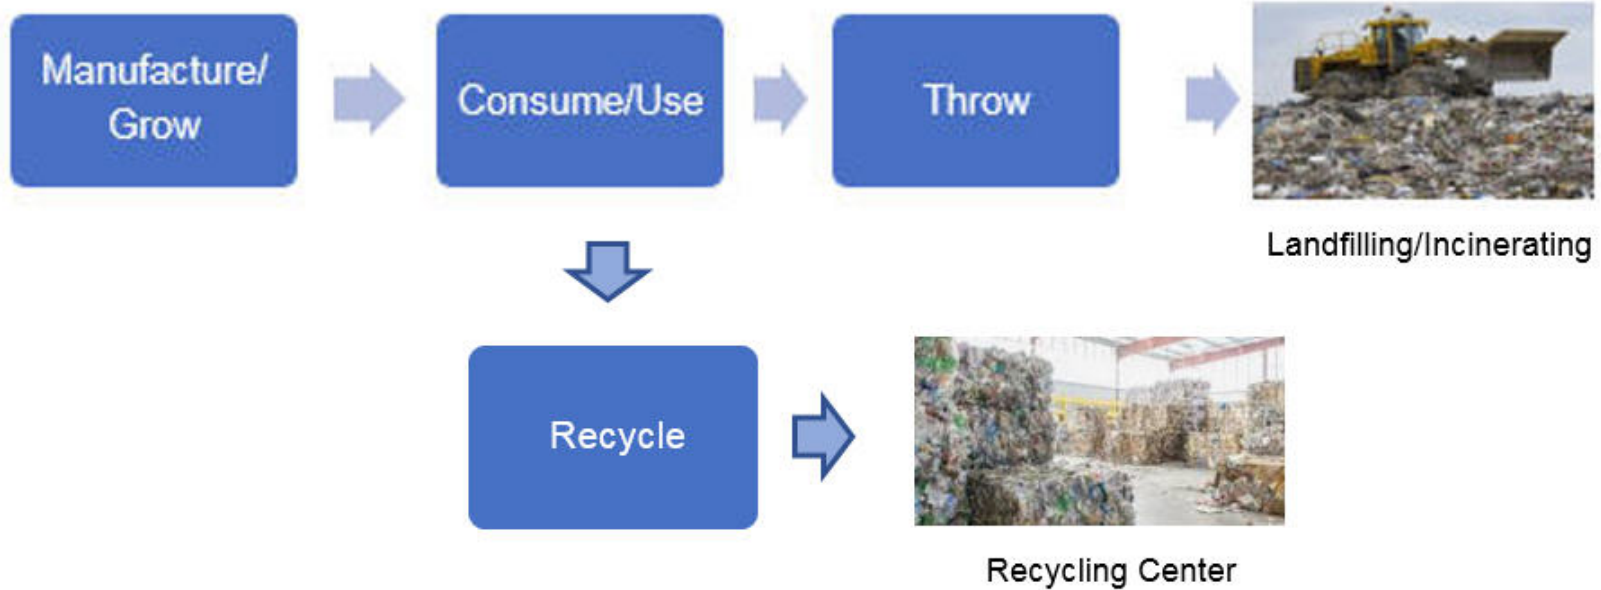 Manufacture/
Grow
Consume/Use
Throw
Landfilling/Incinerating
Recycle
Recycling Center